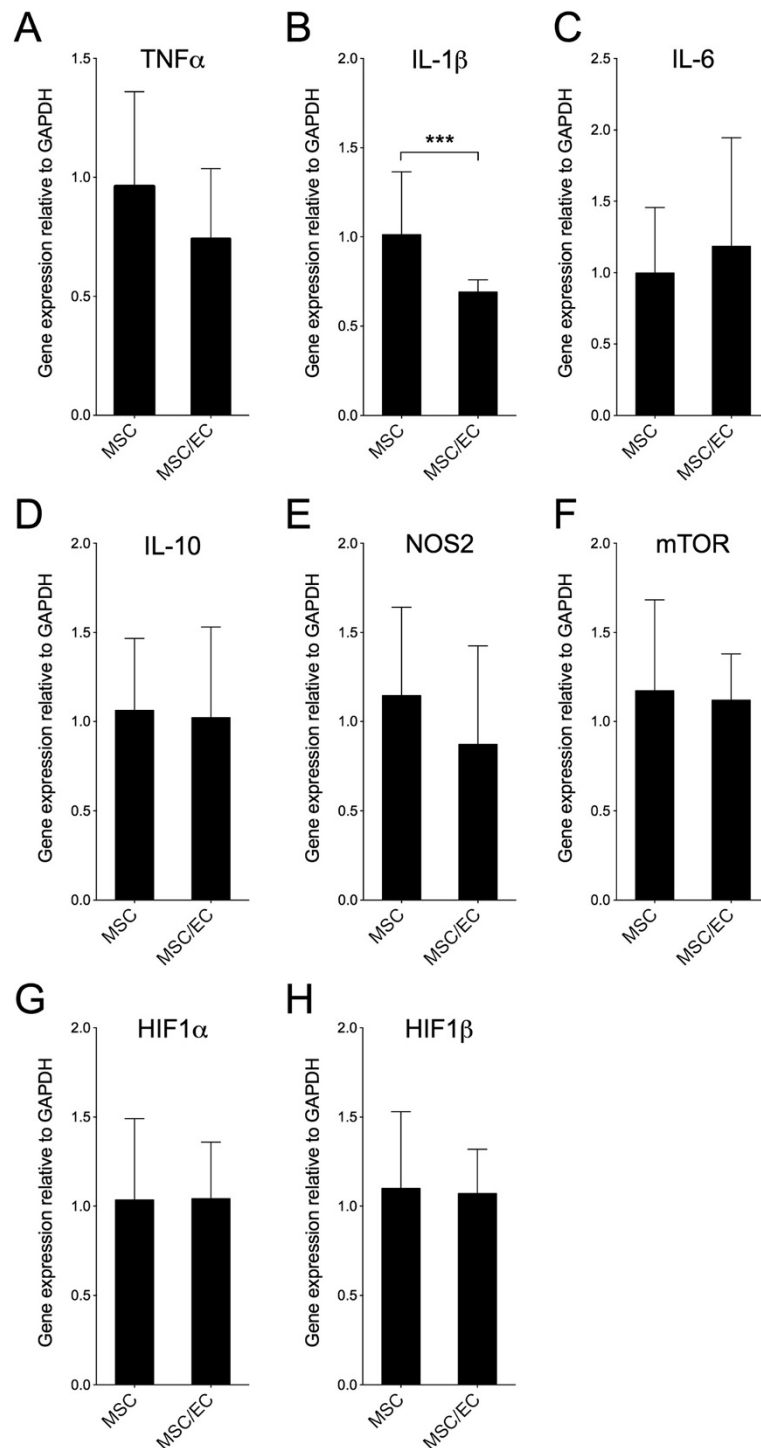 A
TNFα
Gene expression relative to GAPDH
1.5
1.0
0.5
0.0
MSC
MSC/EC
B
IL-1β
Gene expression relative to GAPDH
2.0
1.5
1.0
0.5
0.0
***
MSC
MSC/EC
C
IL-6
Gene expression relative to GAPDH
2.5
2.0
1.5
1.0
0.5
0.0
MSC
MSC/EC
D
IL-10
Gene expression relative to GAPDH
2.0
1.5
1.0
0.5
0.0
MSC
MSC/EC
E
NOS2
Gene expression relative to GAPDH
2.0
1.5
1.0
0.5
0.0
MSC
MSC/EC
F
mTOR
Gene expression relative to GAPDH
2.0
1.5
1.0
0.5
0.0
MSC
MSC/EC
G
HIF1α
Gene expression relative to GAPDH
2.0
1.5
1.0
0.5
0.0
MSC
MSC/EC
H
HIF1β
Gene expression relative to GAPDH
2.0
1.5
1.0
0.5
0.0
MSC
MSC/EC